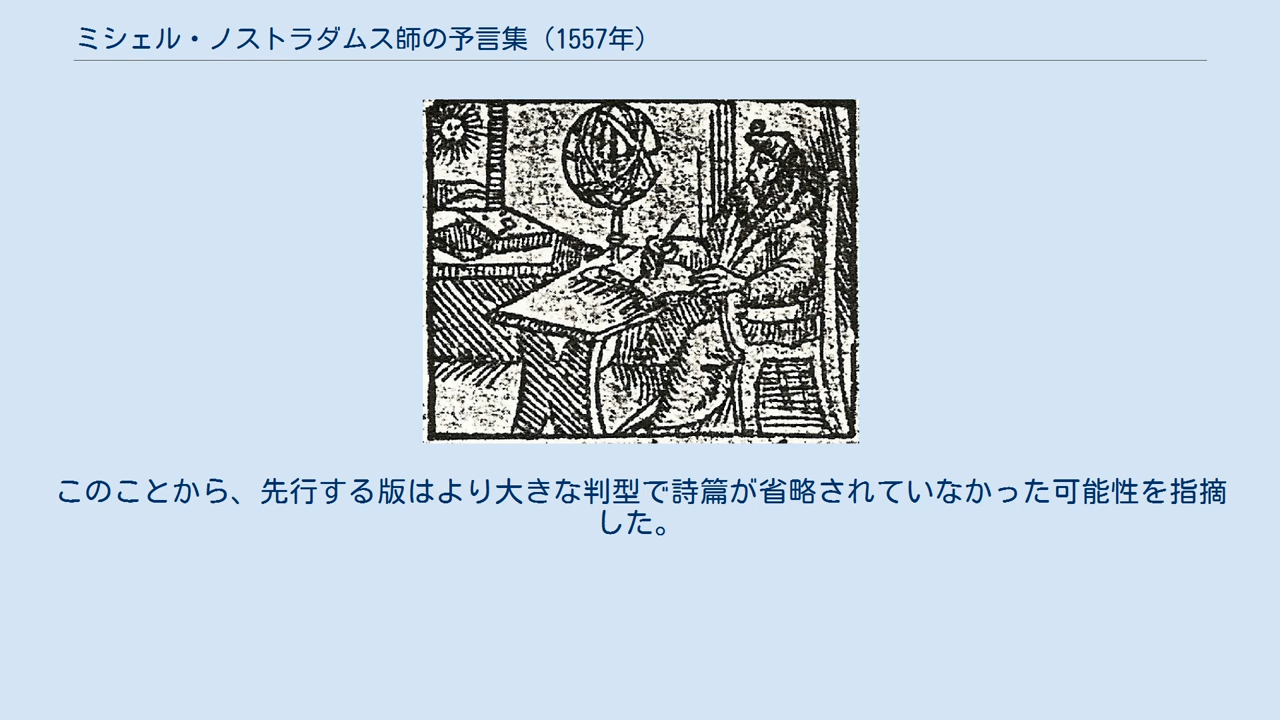 ミシェル・ノストラダムス師の予言集（1557年）
このことから、先行する版はより大きな判型で詩篇が省略されていなかった可能性を指摘
した。